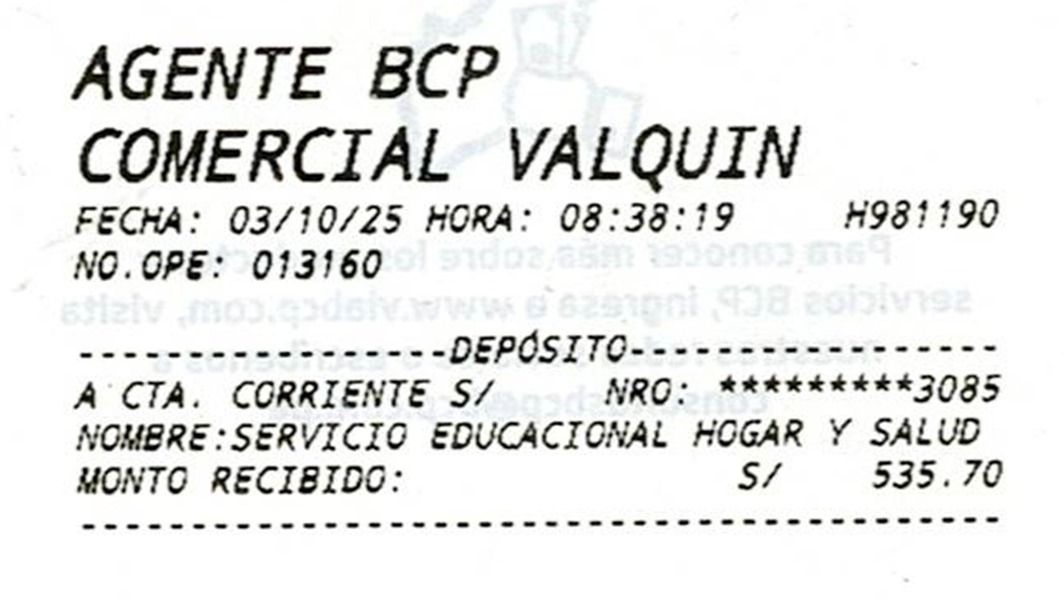 AGENTE BCP
COMERCIAL VALQUIN
FECHA: 03/10/25 HORA: 08:38:19 H981190
NO.OPE: 013160
-----------------DEPÓSITO-----------------
A CTA. CORRIENTE S/ NRO: *********3085
NOMBRE:SERVICIO EDUCACIONAL HOGAR Y SALUD
MONTO RECIBIDO: S/ 535.70
------------------------------------------